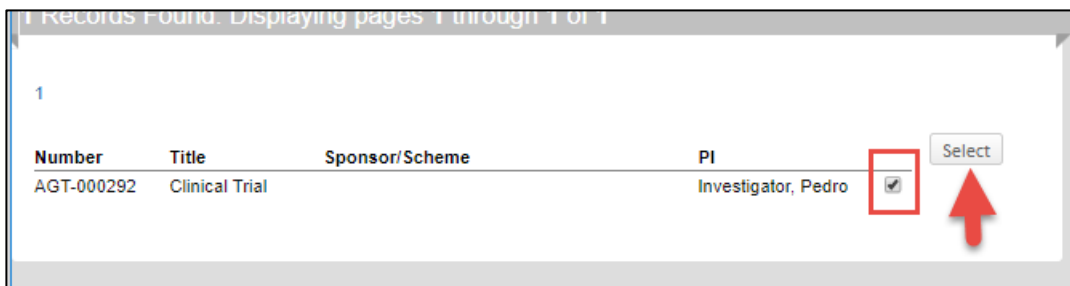 1 Records Found. Displaying pages 1 through 1 of 1
1
Number Title Sponsor/Scheme PI Select
AGT-000292 Clinical Trial Investigator, Pedro